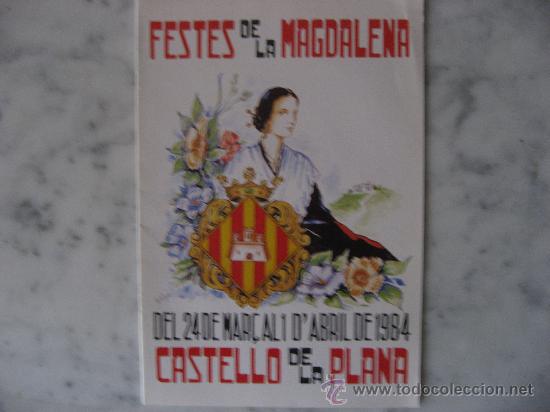 FESTES DE LA MAGDALENA
DEL 24 DE MARÇ AL 1 D'ABRIL DE 1984
CASTELLO DE LA PLANA
www.todocoleccion.net